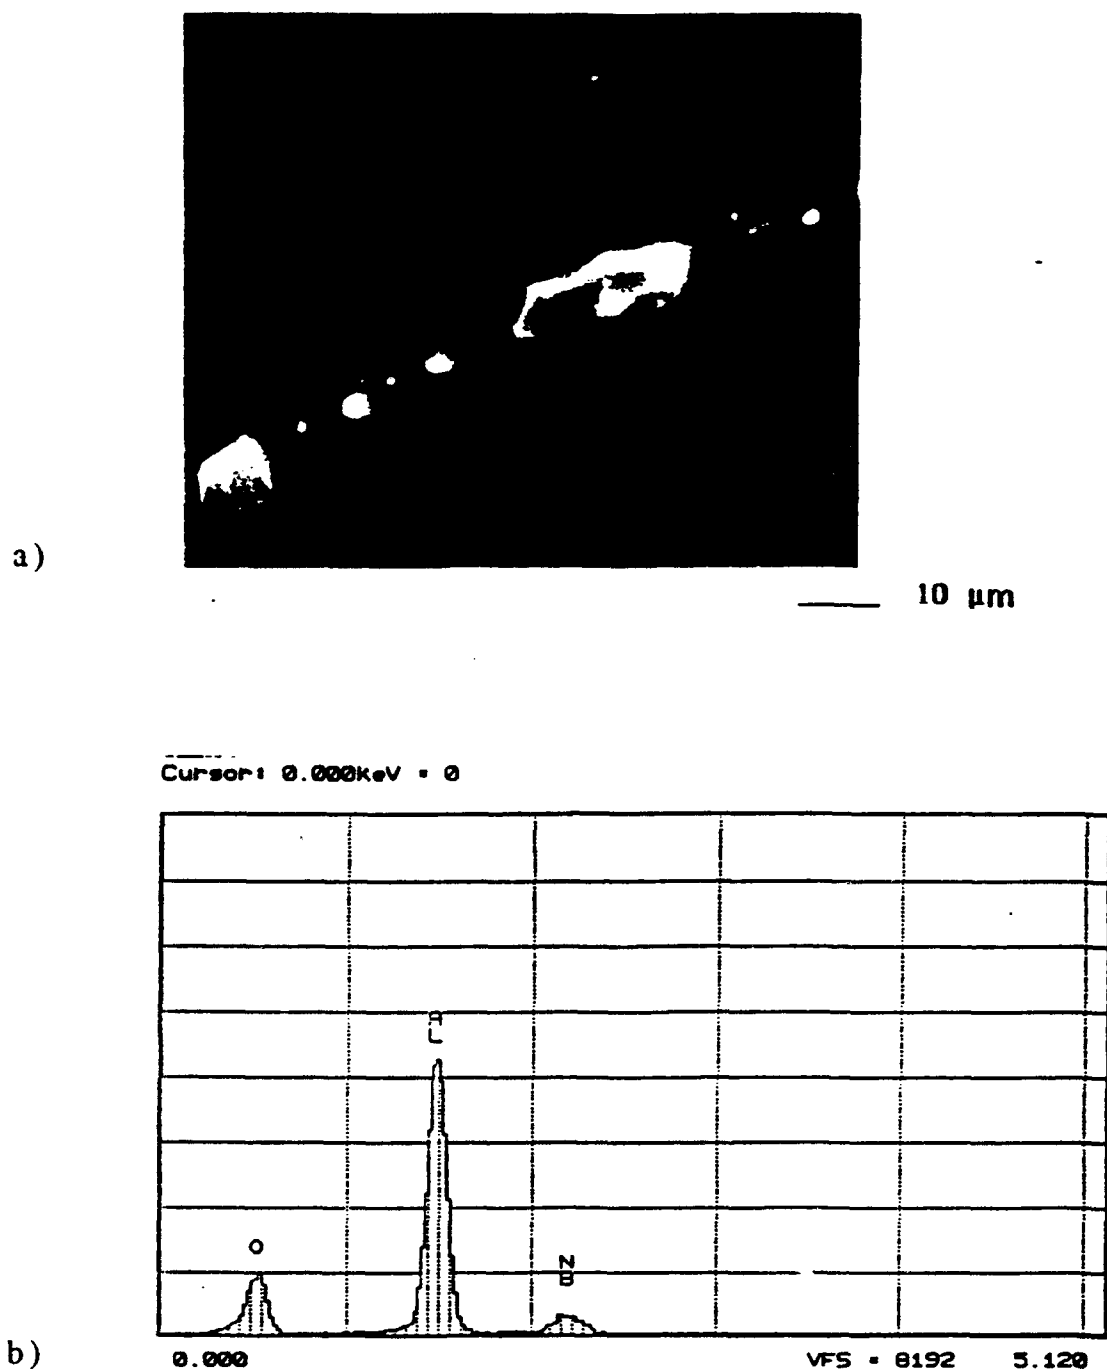 a)
10 µm
Cursor: 0.000keV = 0
AL
O
NB
b)
0.000
VFS = 8192
5.120